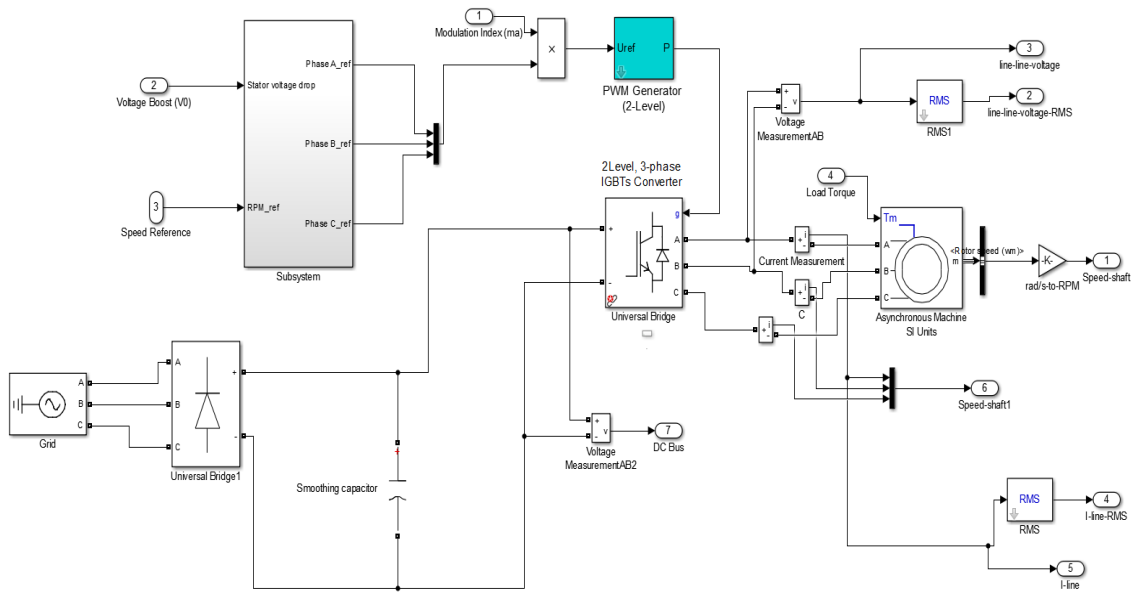 1
Modulation Index (ma)
2
Voltage Boost (V0)
3
Speed Reference
Stator voltage drop
RPM_ref
Phase A_ref
Phase B_ref
Phase C_ref
Subsystem
x
Uref
P
PWM Generator
(2-Level)
2Level, 3-phase
IGBTs Converter
+
-
g
A
B
C
Universal Bridge
+
-
v
Voltage
MeasurementAB
3
line-line-voltage
RMS
RMS1
2
line-line-voltage-RMS
4
Load Torque
i
+
-
Current Measurement
i
+
-
C
i
+
-
Tm
A
B
C
m
Asynchronous Machine
SI Units
<Rotor speed (wm)>
-K-
rad/s-to-RPM
1
Speed-shaft
6
Speed-shaft1
A
B
C
Grid
A
B
C
+
-
Universal Bridge1
+
Smoothing capacitor
+
-
v
Voltage
MeasurementAB2
7
DC Bus
RMS
RMS
4
I-line-RMS
5
I-line